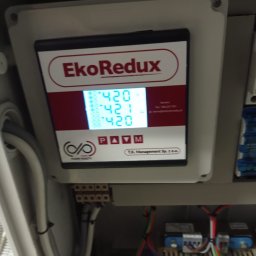 EkoRedux
420
421
420
P ▲ ▼ M
T.K. Management Sp. z o.o.